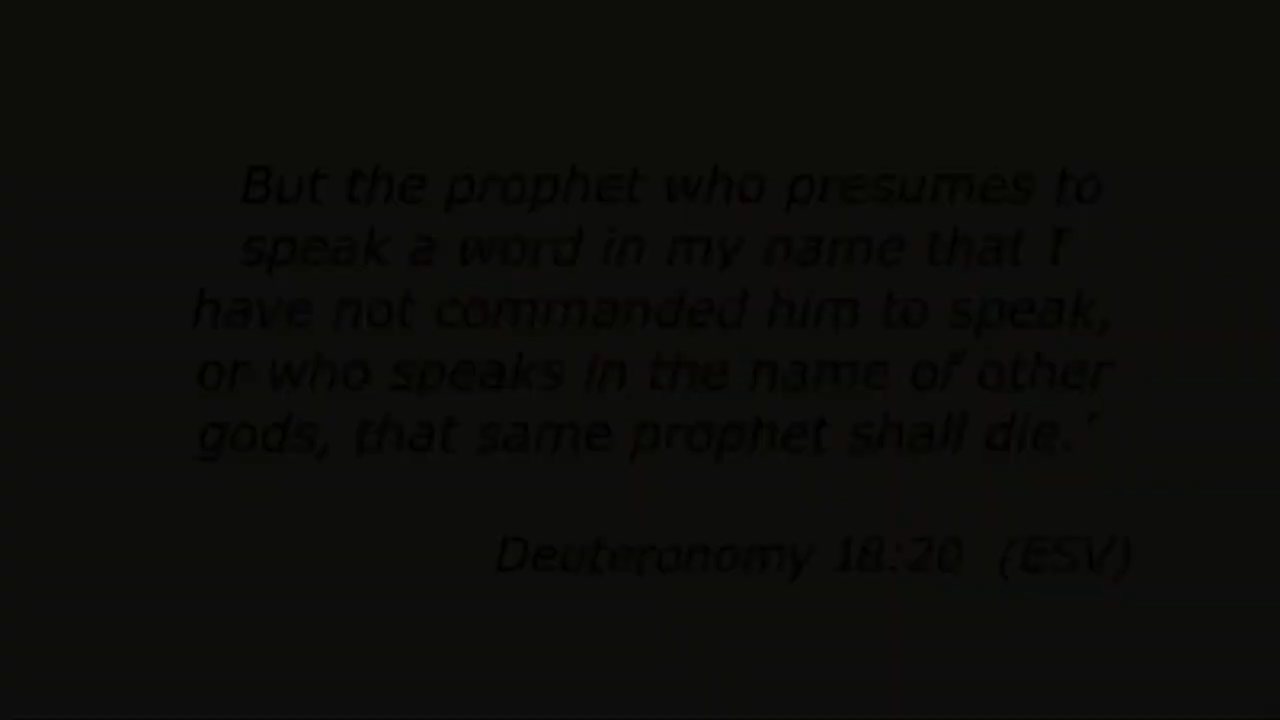 But the prophet who presumes to
speak a word in my name that I
have not commanded him to speak,
or who speaks in the name of other
gods, that same prophet shall die.'
Deuteronomy 18:20 (ESV)